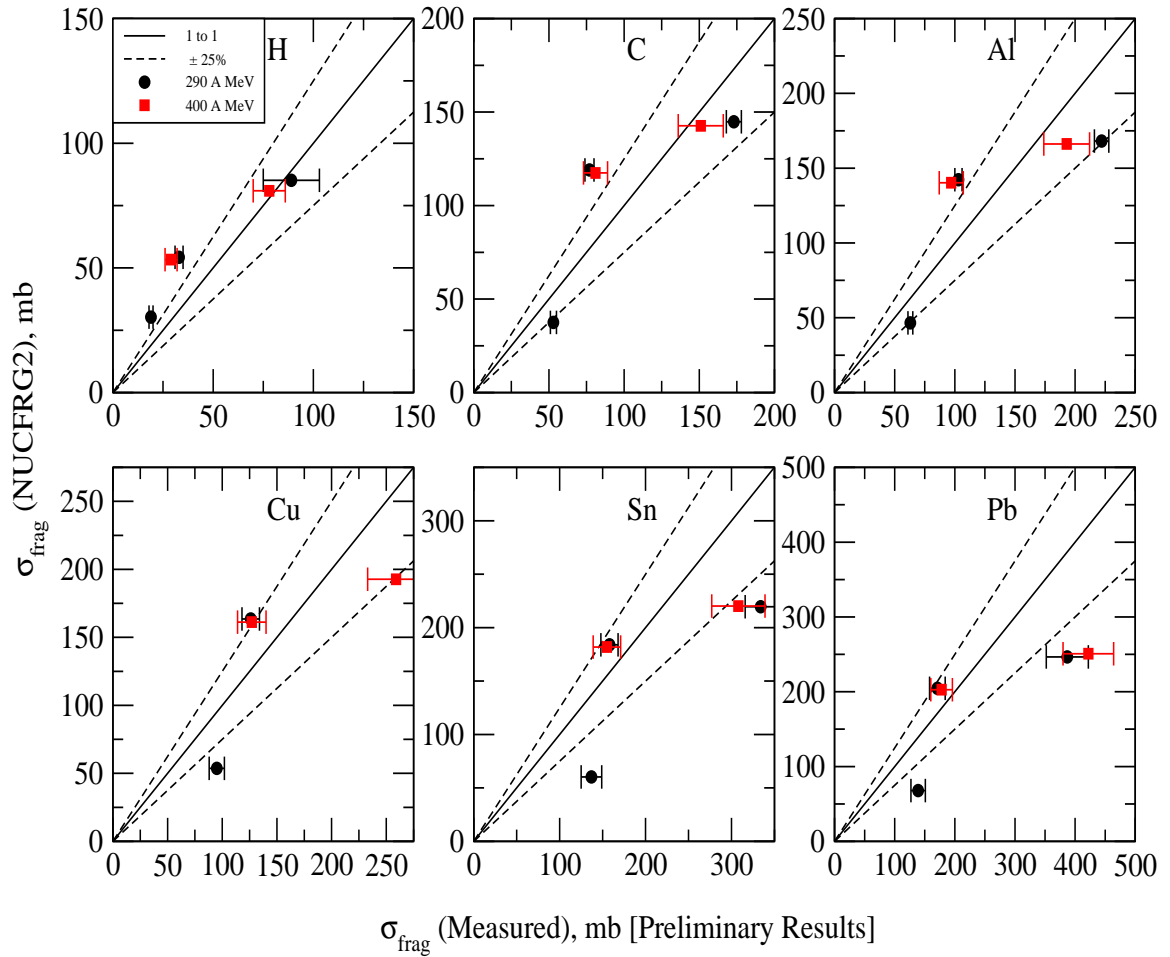 150
100
50
0
1 to 1
± 25%
290 A MeV
400 A MeV
H
0 50 100 150
200
150
100
50
0
C
0 50 100 150 200
250
200
150
100
50
0
Al
0 50 100 150 200 250
σfrag (NUCFRG2), mb
250
200
150
100
50
0
Cu
0 50 100 150 200 250
300
200
100
0
Sn
0 100 200 300
500
400
300
200
100
0
Pb
0 100 200 300 400 500
σfrag (Measured), mb [Preliminary Results]